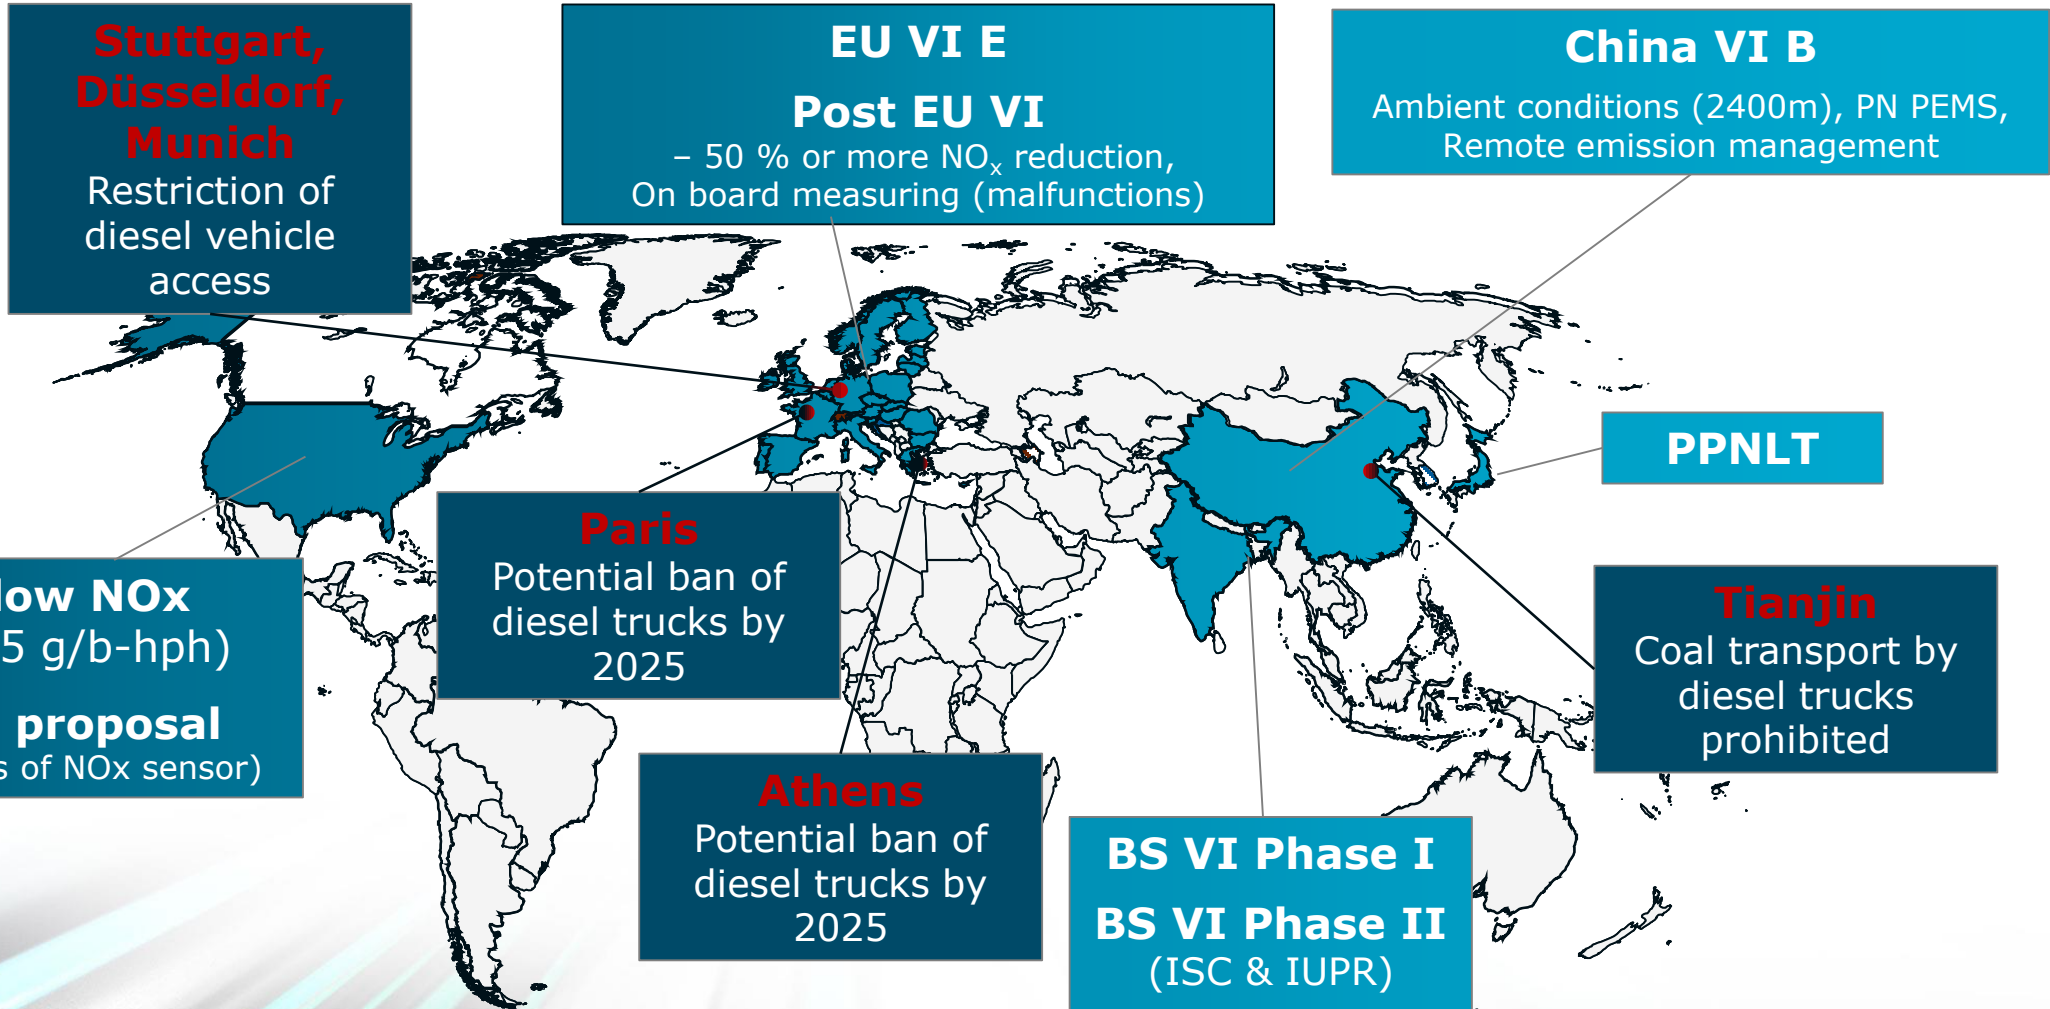 Stuttgart,
Düsseldorf,
Munich
Restriction of
diesel vehicle
access
EU VI E
Post EU VI
– 50 % or more NOx reduction,
On board measuring (malfunctions)
China VI B
Ambient conditions (2400m), PN PEMS,
Remote emission management
PPNLT
low NOx
5 g/b-hph)
proposal
of NOx sensor)
Paris
Potential ban of
diesel trucks by
2025
Tianjin
Coal transport by
diesel trucks
prohibited
Athens
Potential ban of
diesel trucks by
2025
BS VI Phase I
BS VI Phase II
(ISC & IUPR)